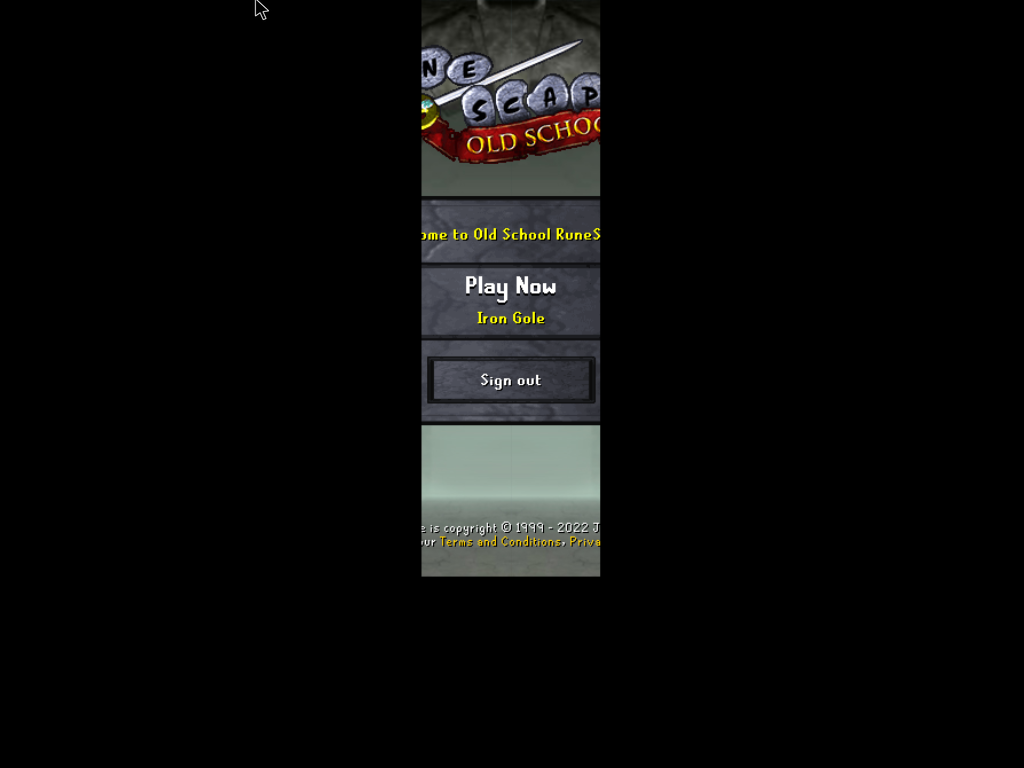 NE
SCAP
OLD SCHOO
ome to Old School RuneS
Play Now
Iron Gole
Sign out
e is copyright © 1999 - 2022 J
our Terms and Conditions, Priva